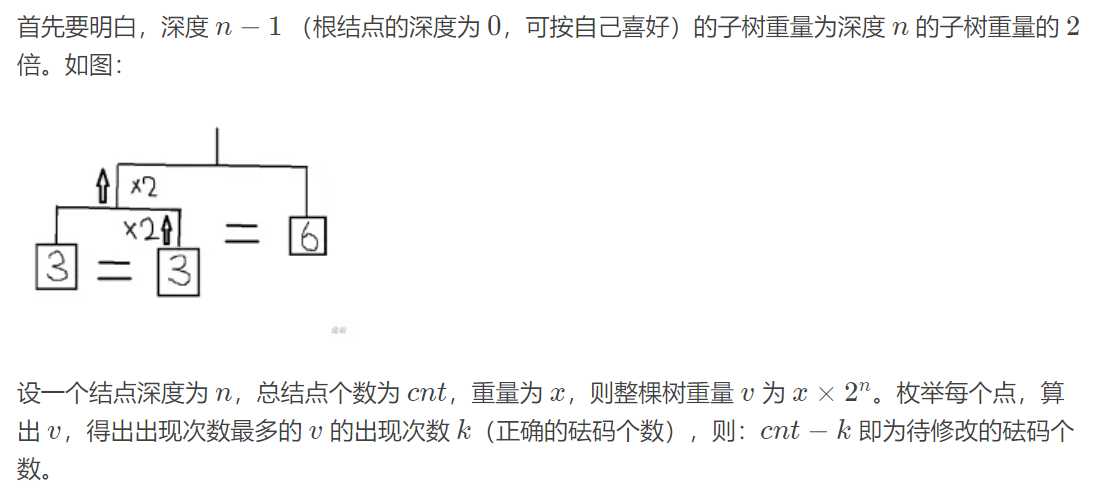 首先要明白，深度 n − 1 （根结点的深度为 0，可按自己喜好）的子树重量为深度 n 的子树重量的 2
倍。如图：
×2
×2
3 = 3 = 6
设一个结点深度为 n，总结点个数为 cnt，重量为 x，则整棵树重量 v 为 x × 2ⁿ。枚举每个点，算
出 v，得出出现次数最多的 v 的出现次数 k（正确的砝码个数），则：cnt − k 即为待修改的砝码个
数。